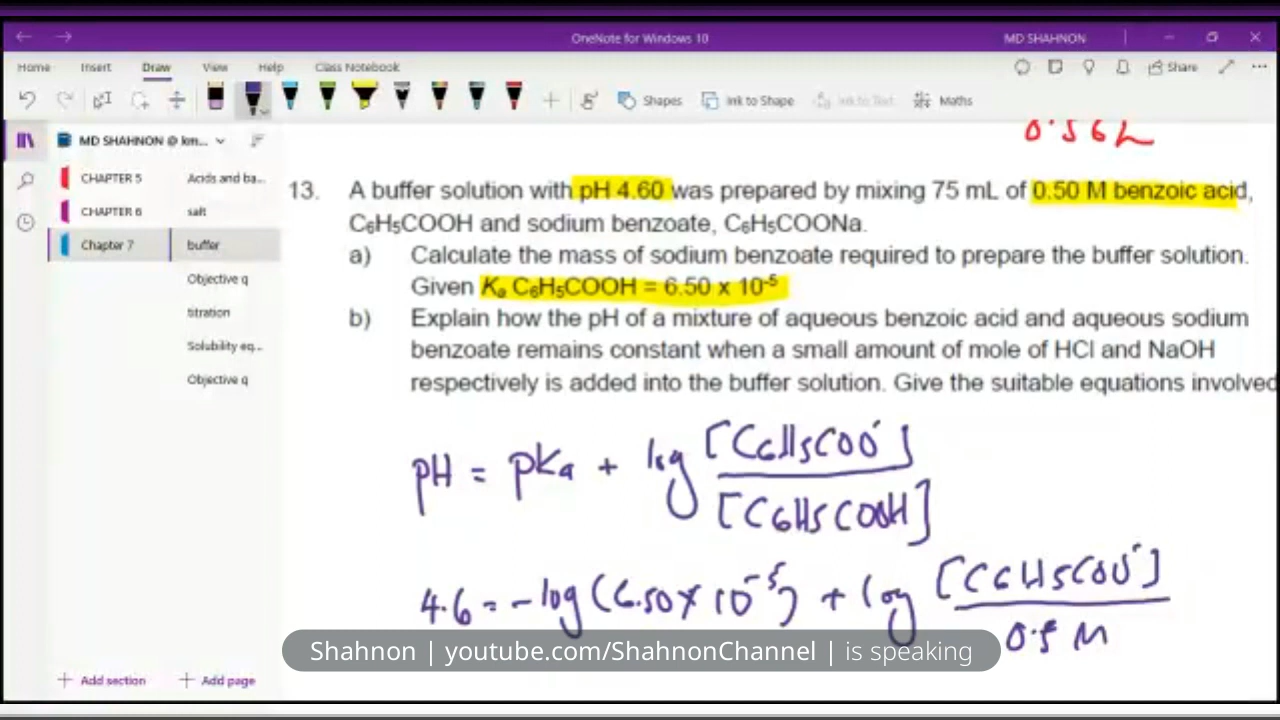 OneNote for Windows 10
MD SHAHNON
Home Insert Draw View Help Class Notebook
Share
Shapes Ink to Shape Ink to Text Maths
MD SHAHNON @ km...
CHAPTER 5
CHAPTER 6
Chapter 7
Acids and ba...
salt
buffer
Objective q
titration
Solubility eq...
Objective q
Add section
Add page
0.56L
13. A buffer solution with pH 4.60 was prepared by mixing 75 mL of 0.50 M benzoic acid,
C₆H₅COOH and sodium benzoate, C₆H₅COONa.
a) Calculate the mass of sodium benzoate required to prepare the buffer solution.
Given Kₐ C₆H₅COOH = 6.50 x 10⁻⁵
b) Explain how the pH of a mixture of aqueous benzoic acid and aqueous sodium
benzoate remains constant when a small amount of mole of HCl and NaOH
respectively is added into the buffer solution. Give the suitable equations involved
pH = pKa + log [C6H5COO⁻] / [C6H5COOH]
4.6 = -log (6.50 × 10⁻⁵) + log [C6H5COO⁻] / 0.5 M
Shahnon | youtube.com/ShahnonChannel | is speaking